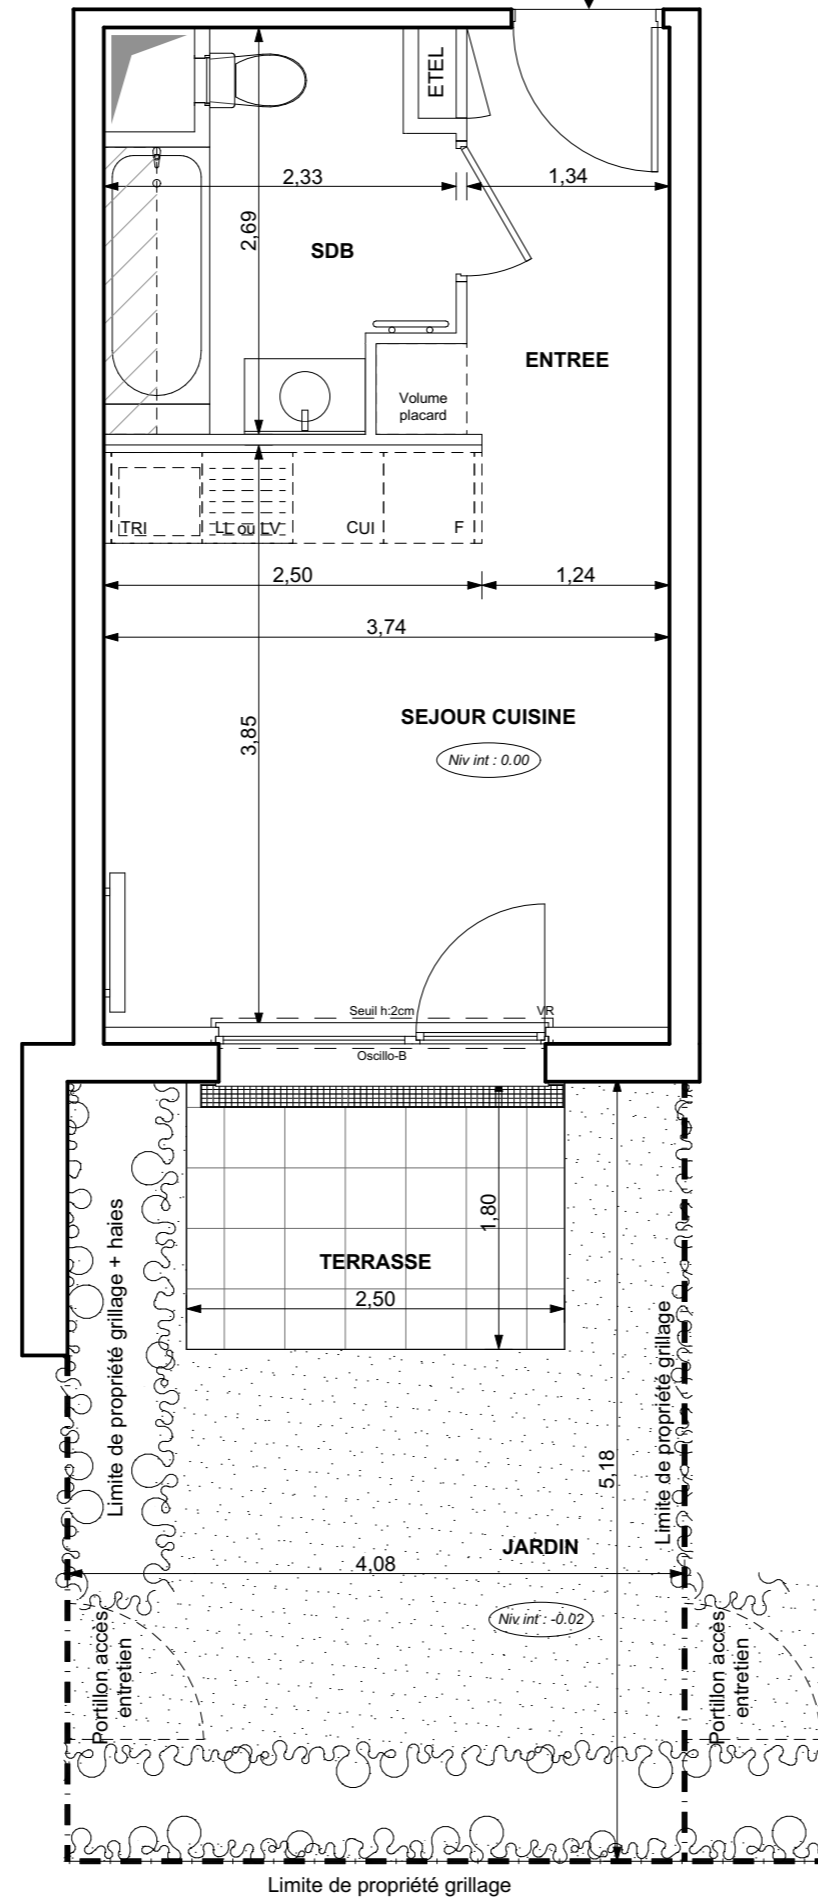 ETEL
2,33
1,34
2,69
SDB
ENTREE
Volume
placard
TRI
LL ou LV
CUI
F
2,50
1,24
3,74
SEJOUR CUISINE
3,85
Niv int : 0.00
Seuil h:2cm
VR
Oscillo-B
1,80
TERRASSE
2,50
Limite de propriété grillage + haies
Limite de propriété grillage
5,18
JARDIN
4,08
Niv int : -0.02
Portillon accès
entretien
Portillon accès
entretien
Limite de propriété grillage